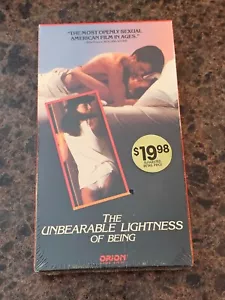 "THE MOST OPENLY SEXUAL
AMERICAN FILM IN AGES."
$19.98
THE
UNBEARABLE LIGHTNESS
OF BEING
ORION